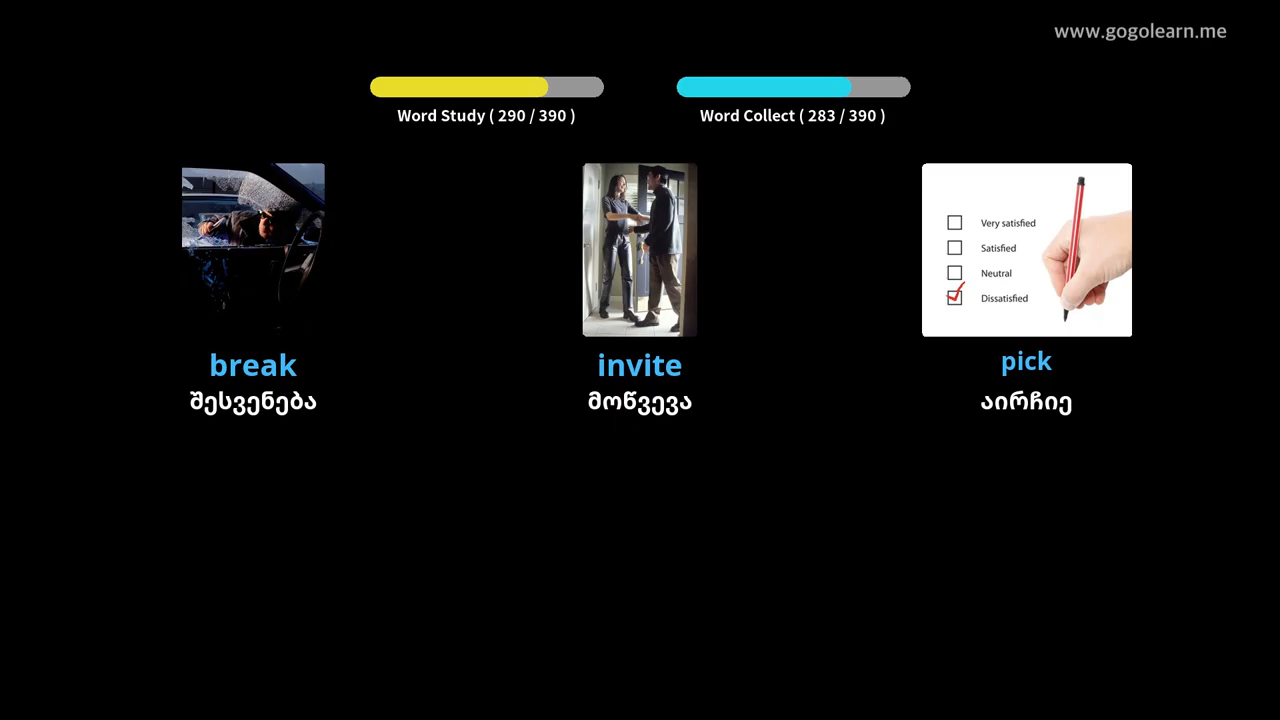 www.gogolearn.me
Word Study ( 290 / 390 )
Word Collect ( 283 / 390 )
Very satisfied
Satisfied
Neutral
Dissatisfied
break
invite
pick
შესვენება
მოწვევა
აირჩიე